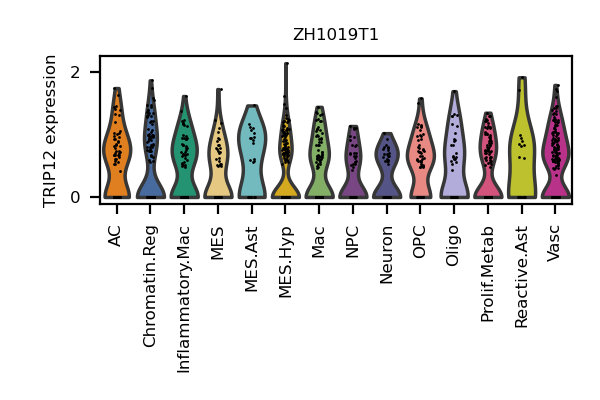 ZH1019T1
TRIP12 expression
2
0
AC
Chromatin.Reg
Inflammatory.Mac
MES
MES.Ast
MES.Hyp
Mac
NPC
Neuron
OPC
Oligo
Prolif.Metab
Reactive.Ast
Vasc